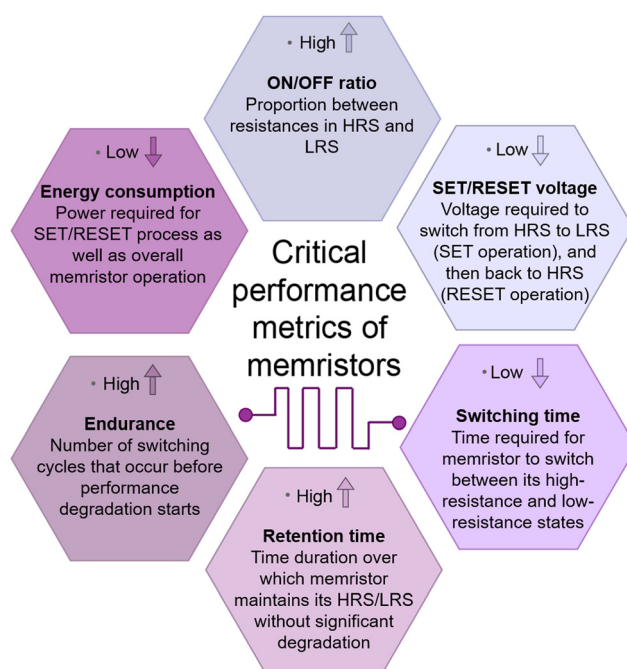 • High
ON/OFF ratio
Proportion between
resistances in HRS and
LRS
• Low
Energy consumption
Power required for
SET/RESET process as
well as overall
memristor operation
• Low
SET/RESET voltage
Voltage required to
switch from HRS to LRS
(SET operation), and
then back to HRS
(RESET operation)
Critical
performance
metrics of
memristors
• High
Endurance
Number of switching
cycles that occur before
performance
degradation starts
• Low
Switching time
Time required for
memristor to switch
between its high-
resistance and low-
resistance states
• High
Retention time
Time duration over
which memristor
maintains its HRS/LRS
without significant
degradation